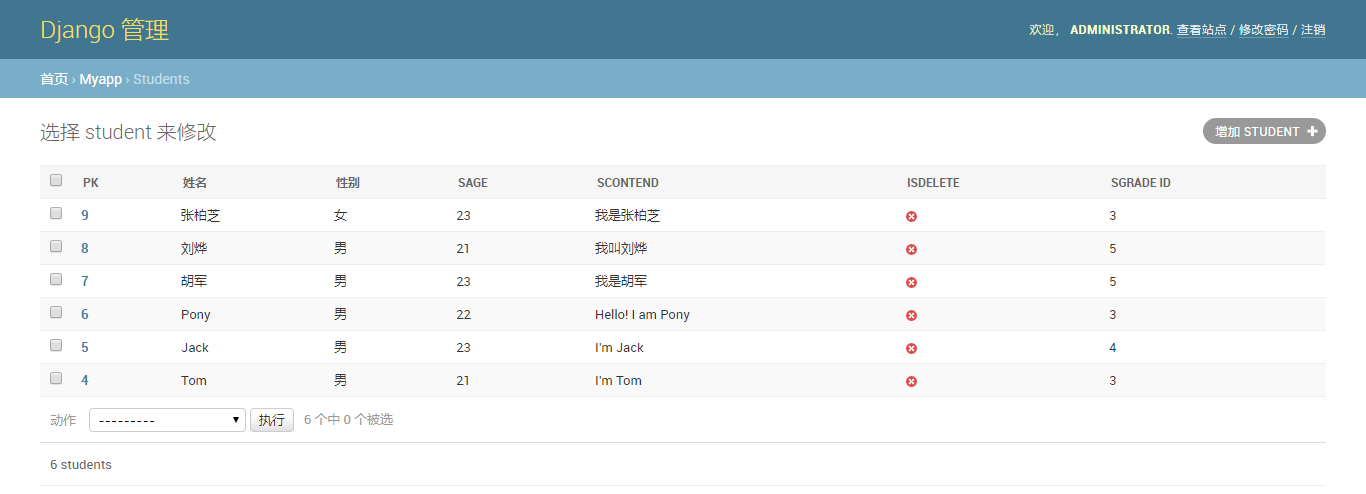 Django 管理
欢迎， ADMINISTRATOR. 查看站点 / 修改密码 / 注销
首页 › Myapp › Students
选择 student 来修改
增加 STUDENT
PK 姓名 性别 SAGE SCONTEND ISDELETE SGRADE ID
9 张柏芝 女 23 我是张柏芝 3
8 刘烨 男 21 我叫刘烨 5
7 胡军 男 23 我是胡军 5
6 Pony 男 22 Hello! I am Pony 3
5 Jack 男 23 I'm Jack 4
4 Tom 男 21 I'm Tom 3
动作 --------- 执行 6 个中 0 个被选
6 students